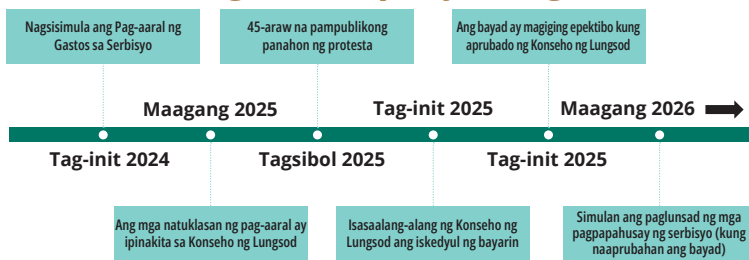 Nagsisimula ang Pag-aaral ng
Gastos sa Serbisyo
45-araw na pampublikong
panahon ng protesta
Ang bayad ay magiging epektibo kung
aprubado ng Konseho ng Lungsod
Maagang 2025
Tag-init 2025
Maagang 2026
Tag-init 2024
Tagsibol 2025
Tag-init 2025
Ang mga natuklasan ng pag-aaral ay
ipinakita sa Konseho ng Lungsod
Isasaalang-alang ng Konseho ng
Lungsod ang iskedyul ng bayarin
Simulan ang paglunsad ng mga
pagpapahusay ng serbisyo (kung
naaprubahan ang bayad)